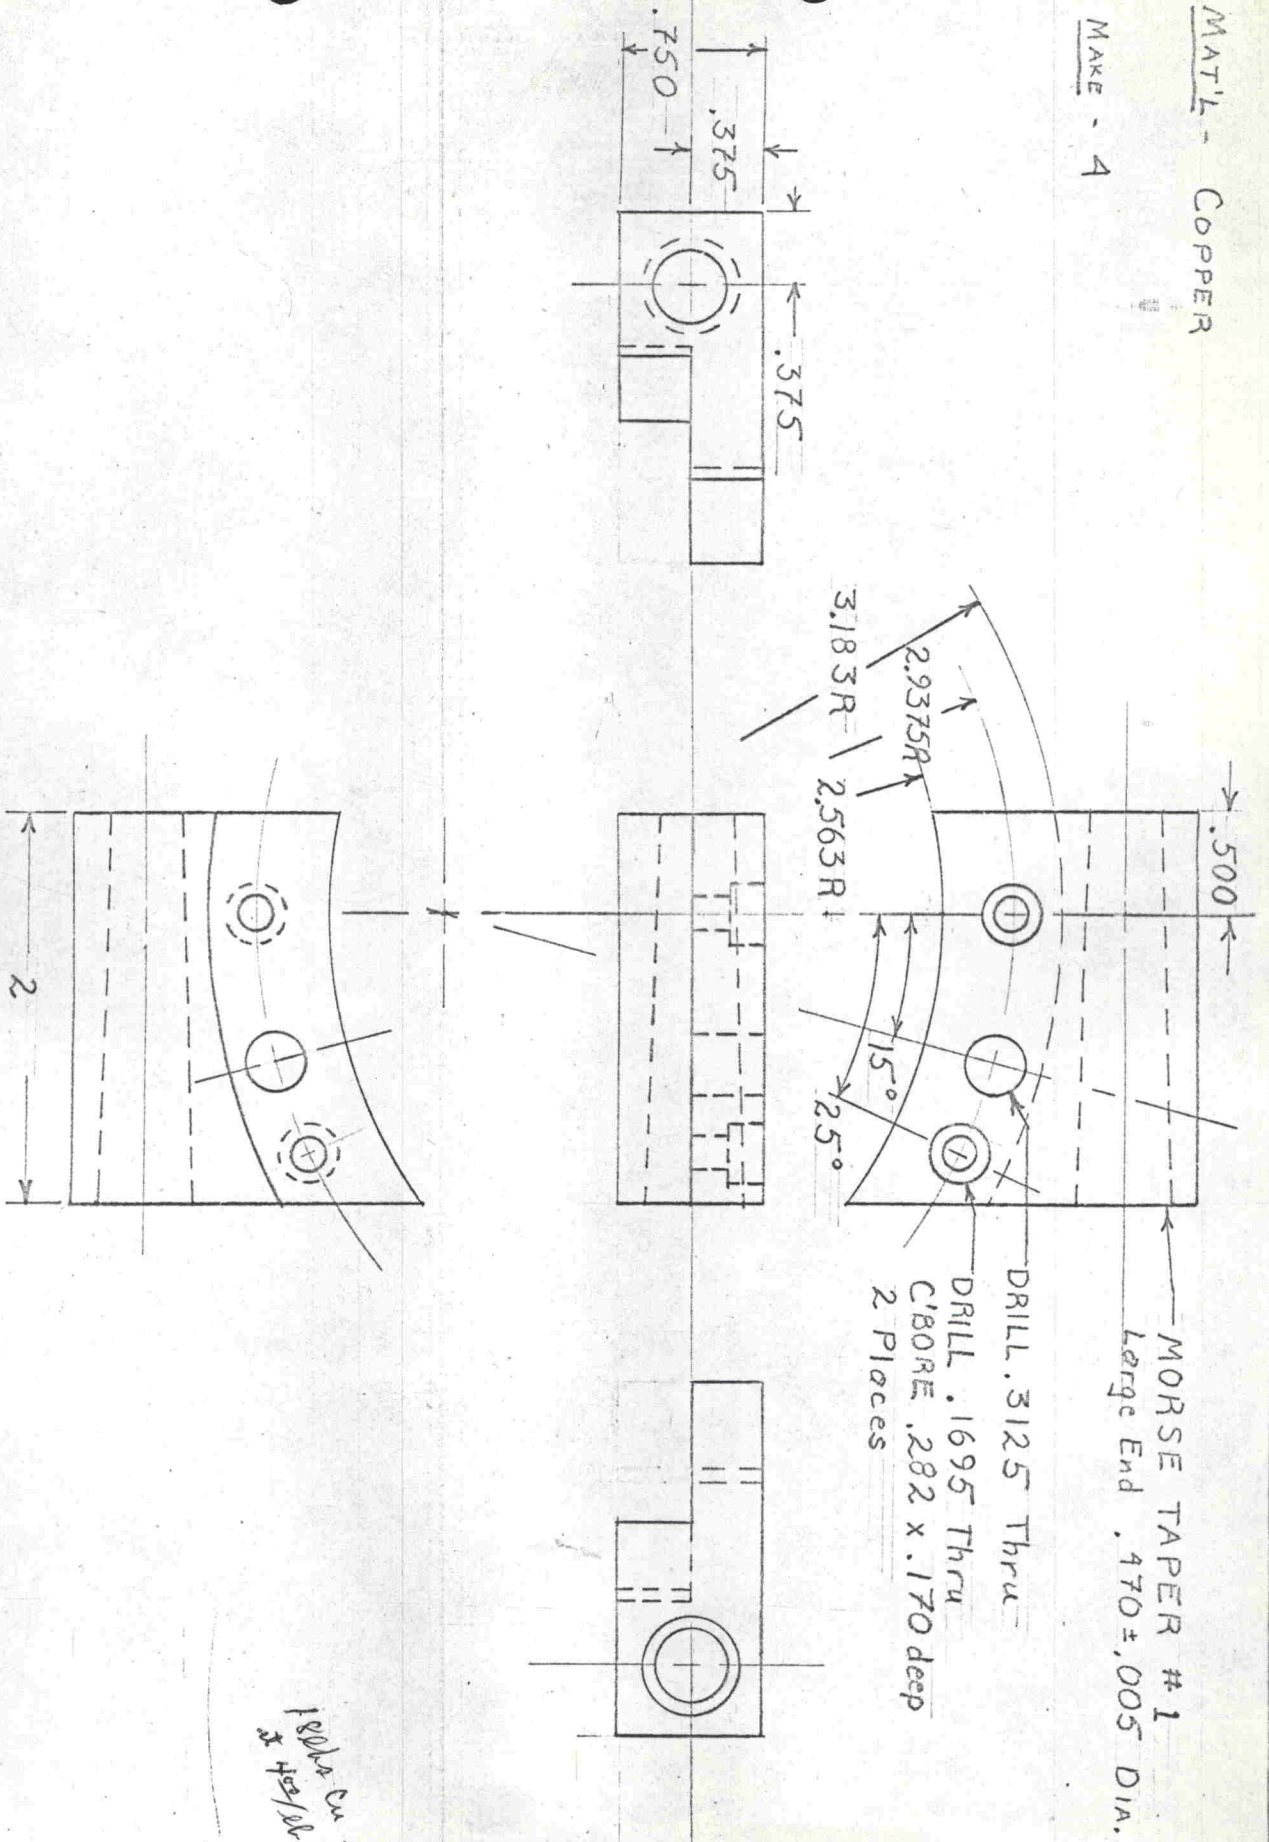 MAT'L - COPPER
MAKE - 4
.500
MORSE TAPER #1
Large End .470±.005 DIA.
DRILL .3125 Thru
DRILL .1695 Thru
C'BORE .282 x .170 deep
2 Places
15°
25°
2.9375R
3.183R
2.563R
.375
.375
.750
2